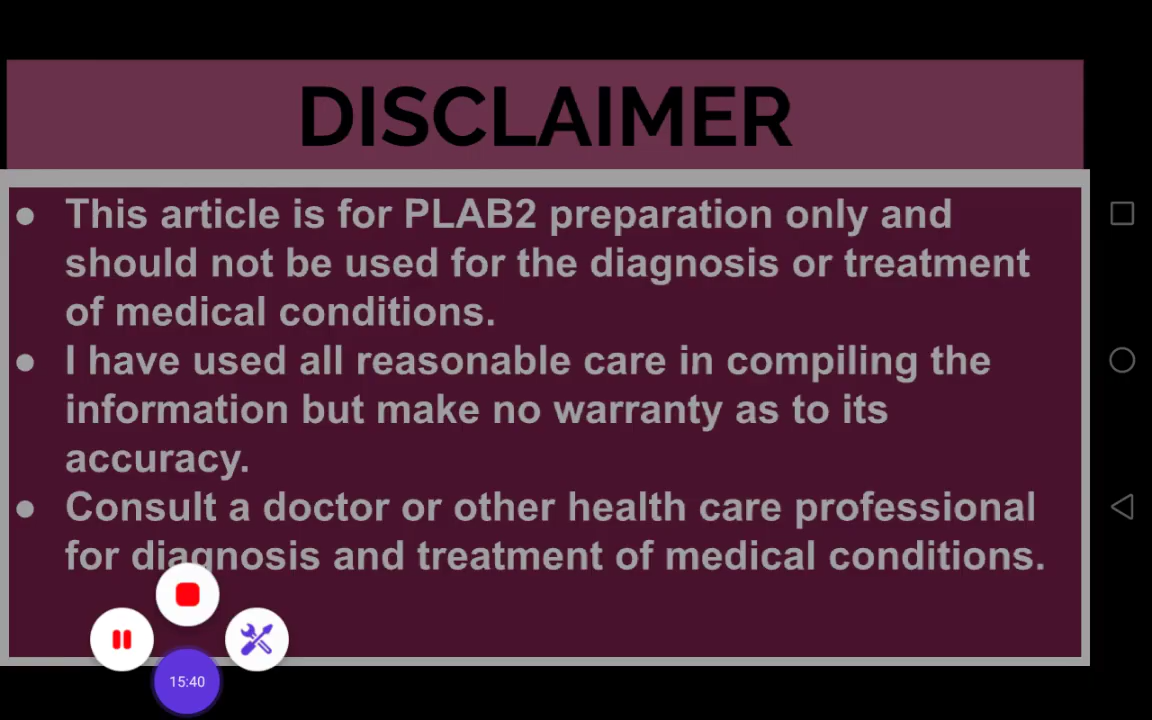 DISCLAIMER
● This article is for PLAB2 preparation only and
should not be used for the diagnosis or treatment
of medical conditions.
● I have used all reasonable care in compiling the
information but make no warranty as to its
accuracy.
● Consult a doctor or other health care professional
for diagnosis and treatment of medical conditions.
15:40